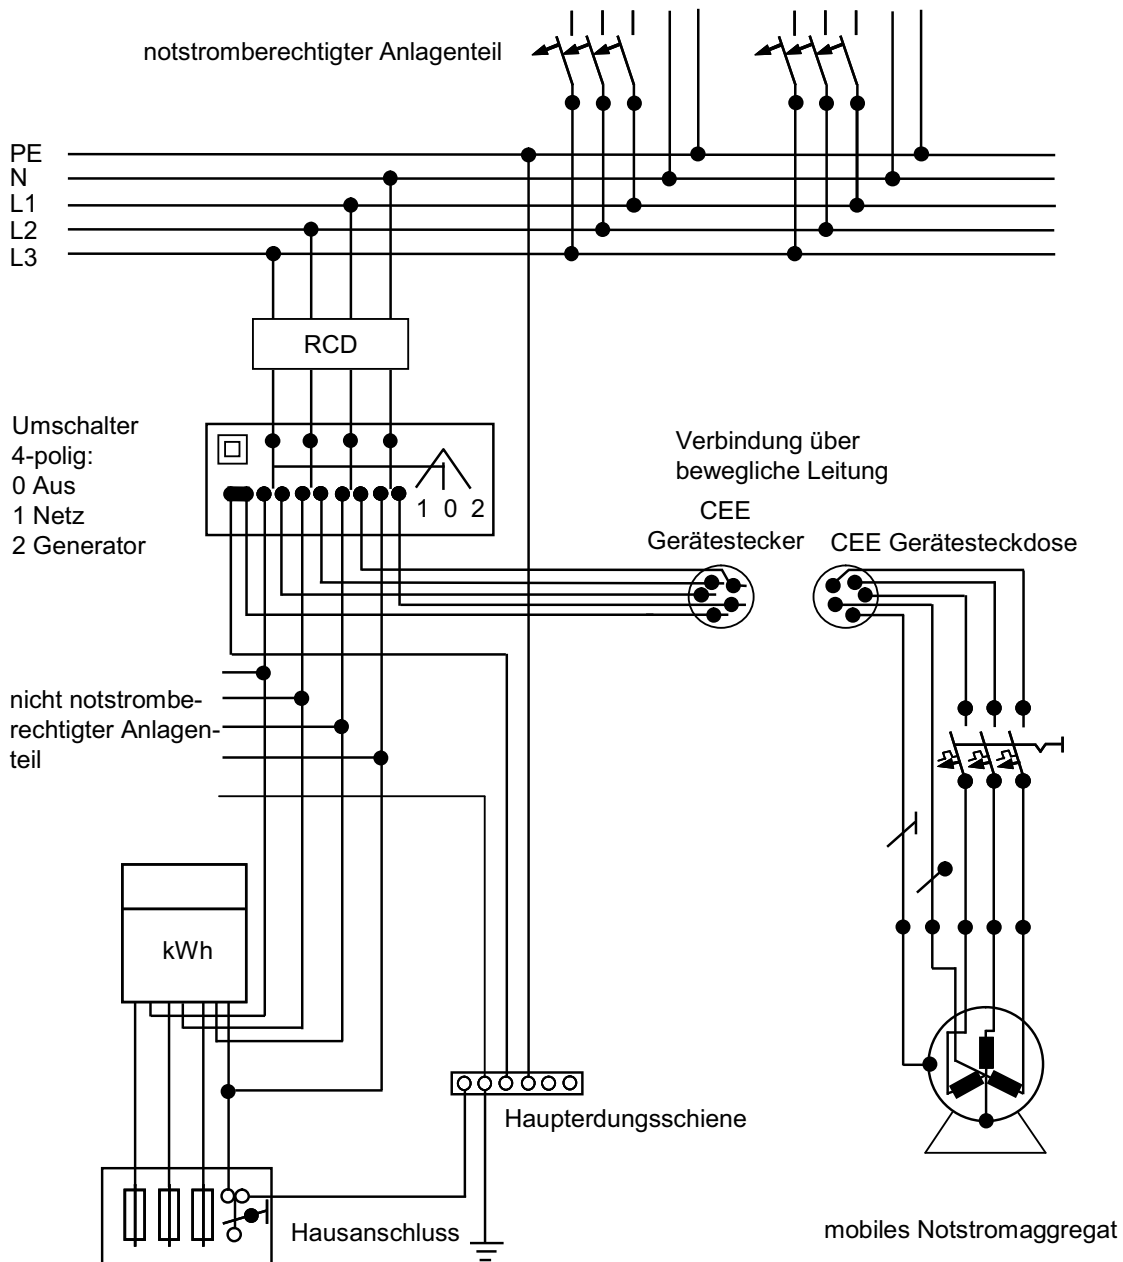 notstromberechtigter Anlagenteil
PE
N
L1
L2
L3
RCD
Umschalter
4-polig:
0 Aus
1 Netz
2 Generator
1 0 2
Verbindung über
bewegliche Leitung
CEE
Gerätestecker
CEE Gerätesteckdose
nicht notstrombe-
rechtigter Anlagen-
teil
kWh
Haupterdungsschiene
Hausanschluss
mobiles Notstromaggregat